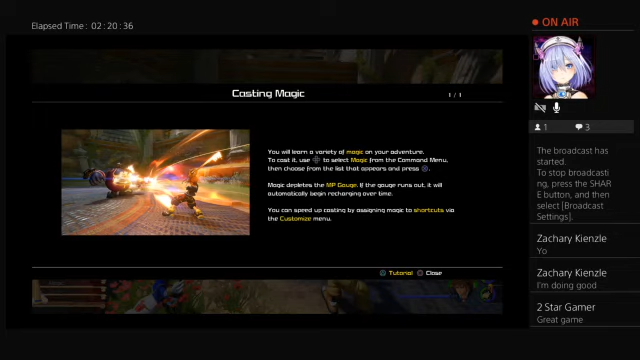 Elapsed Time: 02:20:36
Casting Magic
1 / 1
You will learn a variety of magic on your adventure.
To cast it, use to select Magic from the Command Menu,
then choose from the list that appears and press .
Magic depletes the MP Gauge. If the gauge runs out, it will
automatically begin recharging over time.
You can speed up casting by assigning magic to shortcuts via
the Customize menu.
Tutorial Close
ON AIR
1 3
The broadcast has
started.
To stop broadcasti
ng, press the SHAR
E button, and then
select [Broadcast
Settings].
Zachary Kienzle
Yo
Zachary Kienzle
I'm doing good
2 Star Gamer
Great game